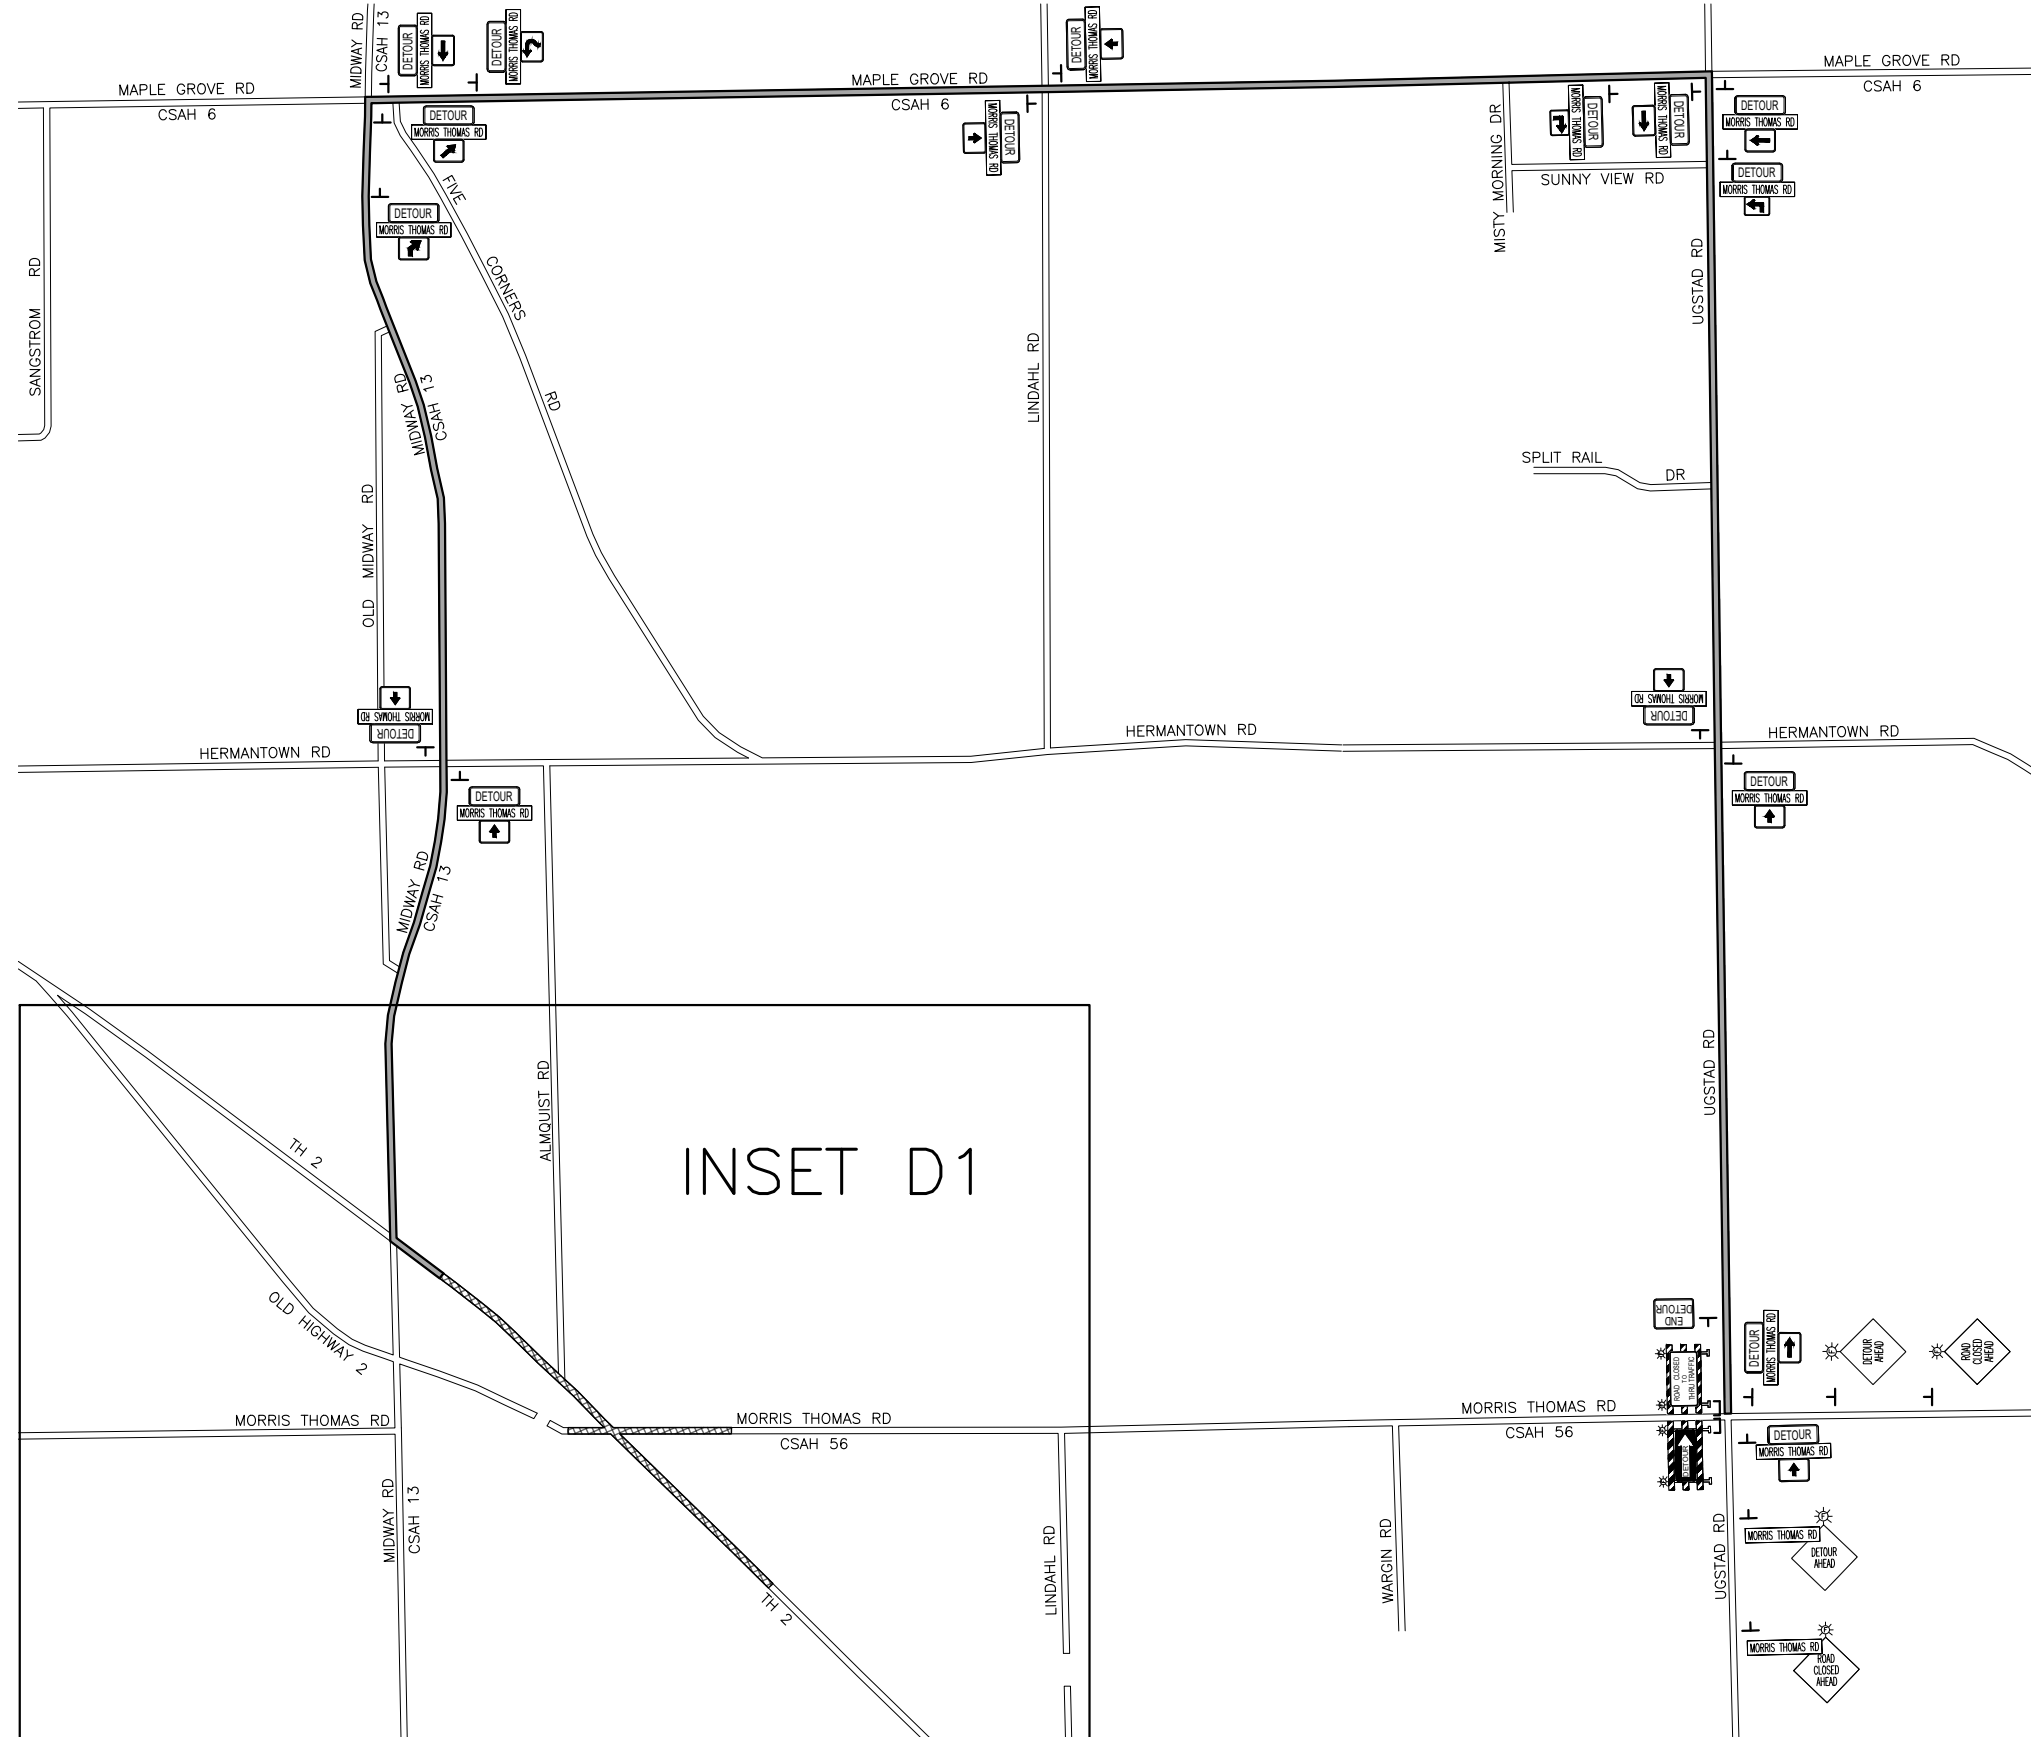 MIDWAY RD
CSAH 13
DETOUR
MORRIS THOMAS RD
DETOUR
MORRIS THOMAS RD
DETOUR
MORRIS THOMAS RD
MAPLE GROVE RD
CSAH 6
MAPLE GROVE RD
CSAH 6
MAPLE GROVE RD
CSAH 6
DETOUR
MORRIS THOMAS RD
DETOUR
MORRIS THOMAS RD
MORRIS THOMAS RD
DETOUR
MISTY MORNING DR
MORRIS THOMAS RD
DETOUR
MORRIS THOMAS RD
DETOUR
DETOUR
MORRIS THOMAS RD
DETOUR
MORRIS THOMAS RD
SUNNY VIEW RD
FIVE CORNERS RD
SANGSTROM RD
LINDAHL RD
UGSTAD RD
MIDWAY RD
CSAH 13
SPLIT RAIL DR
OLD MIDWAY RD
MORRIS THOMAS RD
DETOUR
MORRIS THOMAS RD
DETOUR
HERMANTOWN RD
HERMANTOWN RD
HERMANTOWN RD
DETOUR
MORRIS THOMAS RD
DETOUR
MORRIS THOMAS RD
MIDWAY RD
CSAH 13
ALMQUIST RD
UGSTAD RD
INSET D1
TH 2
OLD HIGHWAY 2
END
DETOUR
ROAD CLOSED
TO
THRU TRAFFIC
DETOUR
MORRIS THOMAS RD
DETOUR
AHEAD
ROAD
CLOSED
AHEAD
MORRIS THOMAS RD
MORRIS THOMAS RD
CSAH 56
MORRIS THOMAS RD
CSAH 56
DETOUR
DETOUR
MORRIS THOMAS RD
MIDWAY RD
CSAH 13
TH 2
LINDAHL RD
WARGIN RD
UGSTAD RD
MORRIS THOMAS RD
DETOUR
AHEAD
MORRIS THOMAS RD
ROAD
CLOSED
AHEAD